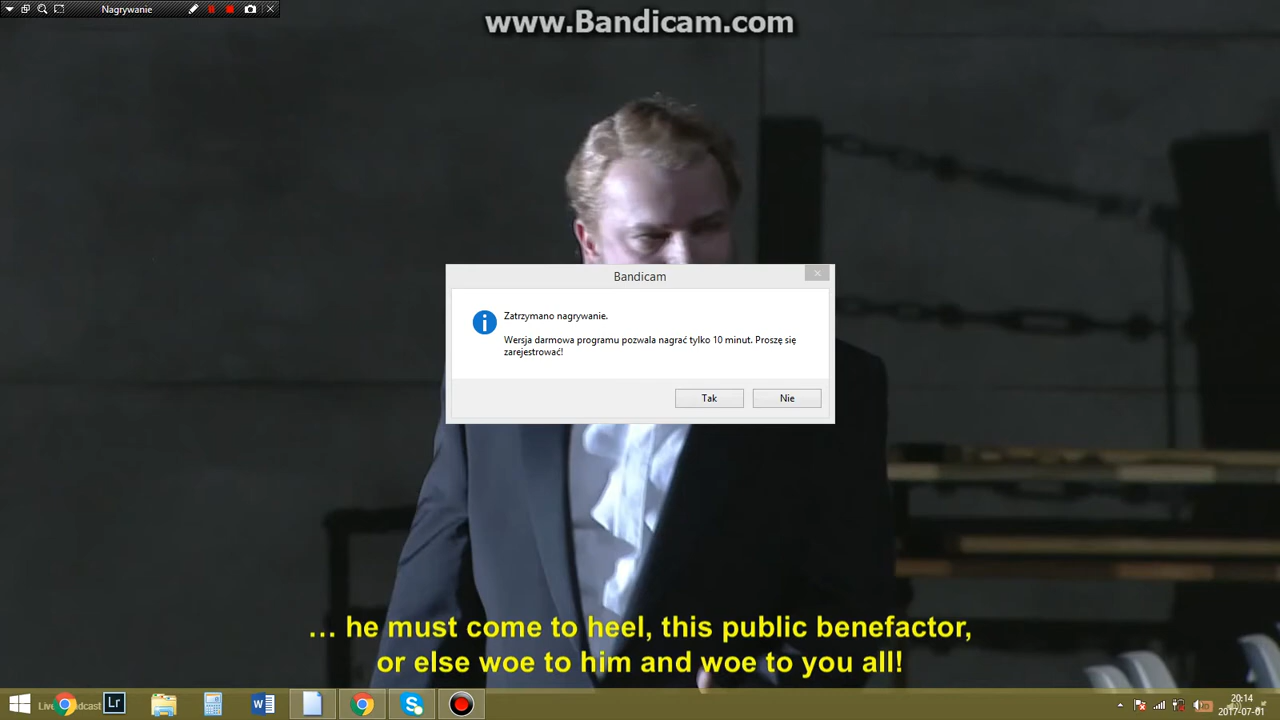 Nagrywanie
www.Bandicam.com
Bandicam
Zatrzymano nagrywanie.
Wersja darmowa programu pozwala nagrać tylko 10 minut. Proszę się
zarejestrować!
Tak
Nie
… he must come to heel, this public benefactor,
or else woe to him and woe to you all!
Lr
20:14
2017-07-01